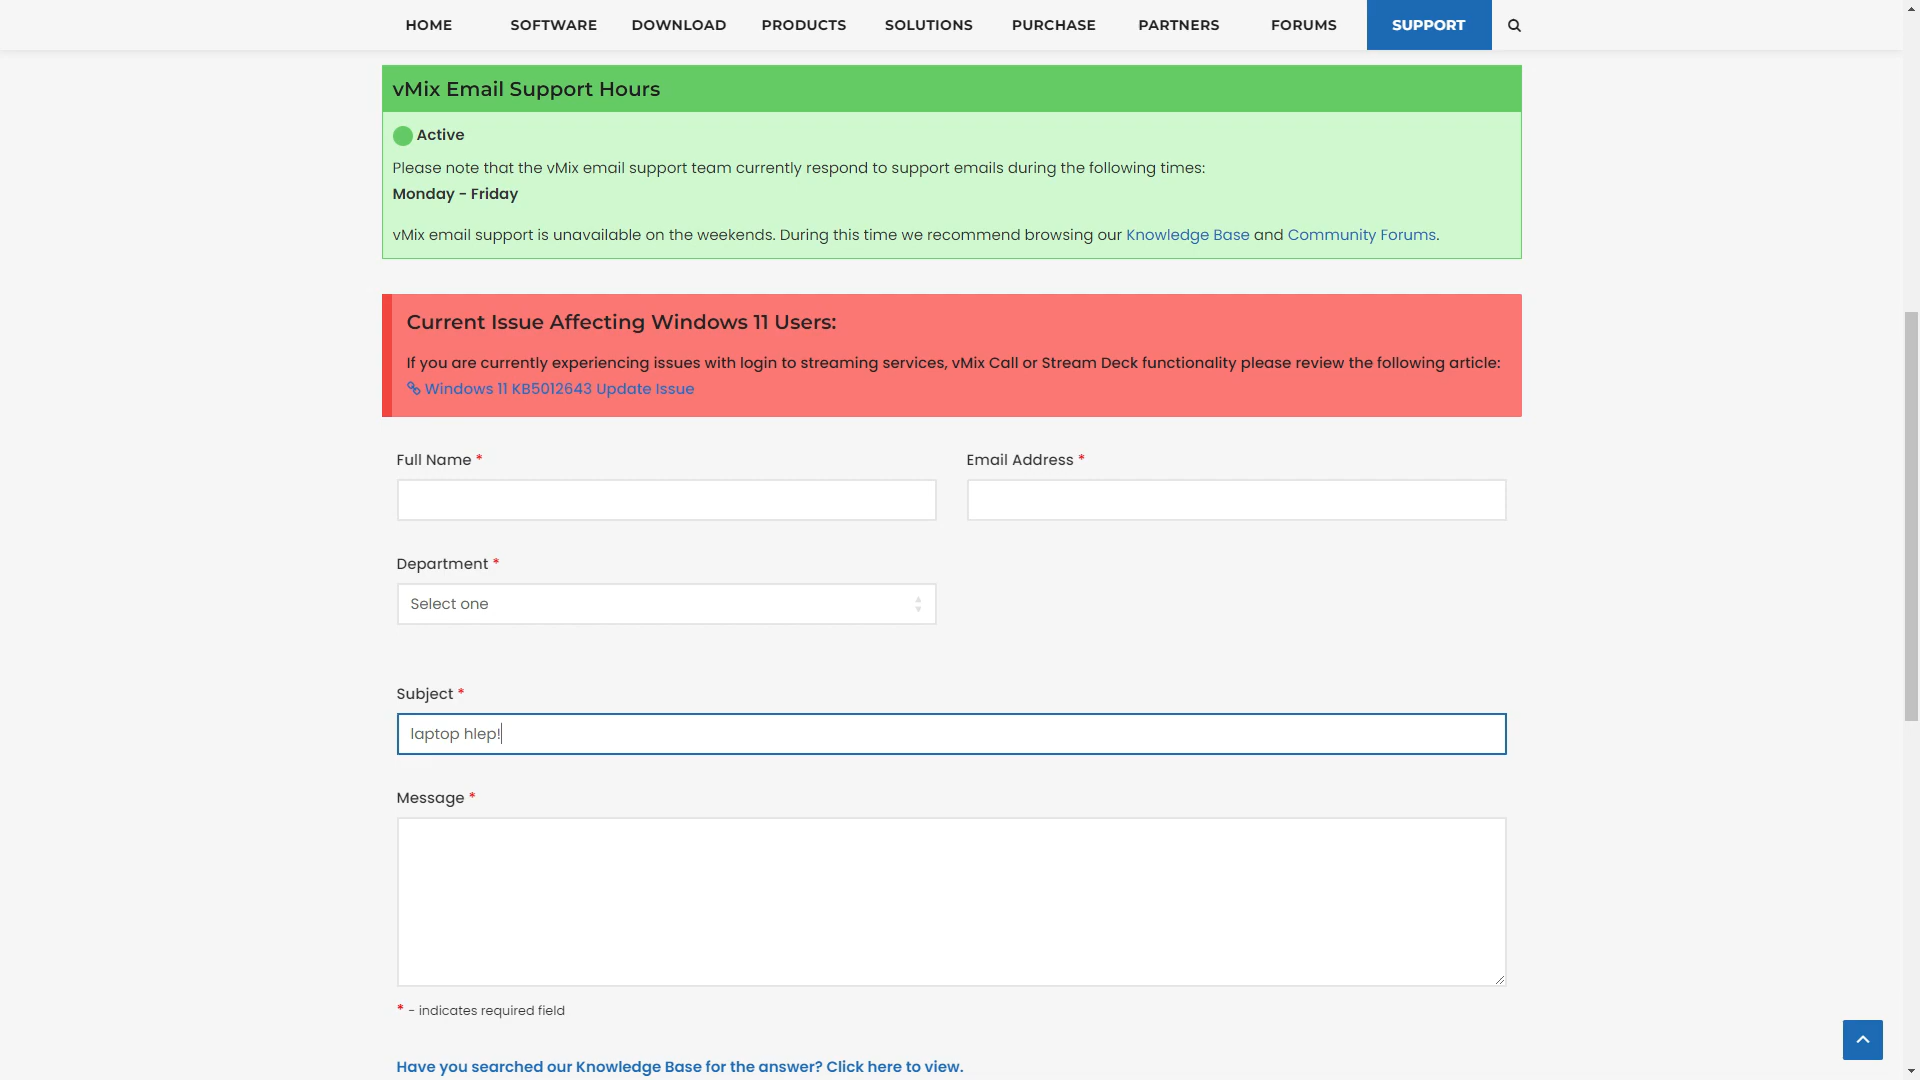 HOME SOFTWARE DOWNLOAD PRODUCTS SOLUTIONS PURCHASE PARTNERS FORUMS SUPPORT
vMix Email Support Hours
Active
Please note that the vMix email support team currently respond to support emails during the following times:
Monday - Friday
vMix email support is unavailable on the weekends. During this time we recommend browsing our Knowledge Base and Community Forums.
Current Issue Affecting Windows 11 Users:
If you are currently experiencing issues with login to streaming services, vMix Call or Stream Deck functionality please review the following article:
Windows 11 KB5012643 Update Issue
Full Name * Email Address *
Department *
Select one
Subject *
laptop hlep!
Message *
* - indicates required field
Have you searched our Knowledge Base for the answer? Click here to view.